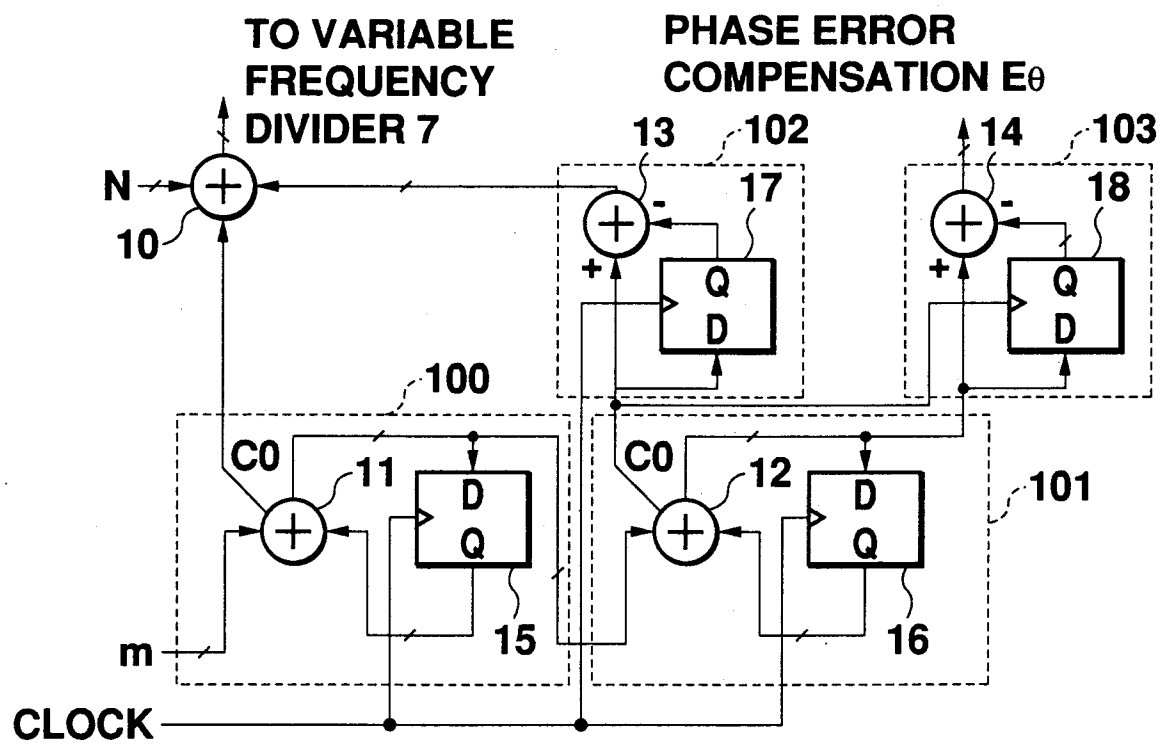 TO VARIABLE
FREQUENCY
DIVIDER 7
PHASE ERROR
COMPENSATION Eθ
13
102
14
103
N
+
10
+
-
+
17
Q
D
+
-
+
18
Q
D
100
C0
11
+
D
Q
15
C0
12
+
D
Q
16
101
m
CLOCK